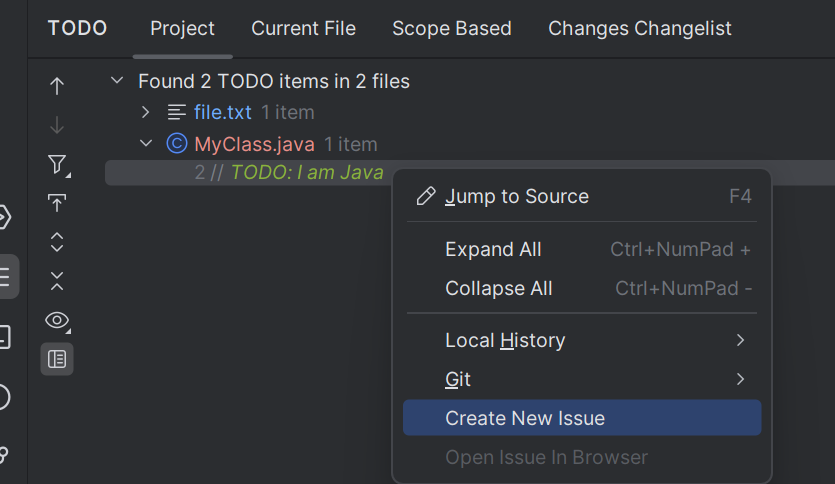 TODO Project Current File Scope Based Changes Changelist
Found 2 TODO items in 2 files
file.txt 1 item
C MyClass.java 1 item
2 // TODO: I am Java
Jump to Source F4
Expand All Ctrl+NumPad +
Collapse All Ctrl+NumPad -
Local History
Git
Create New Issue
Open Issue In Browser